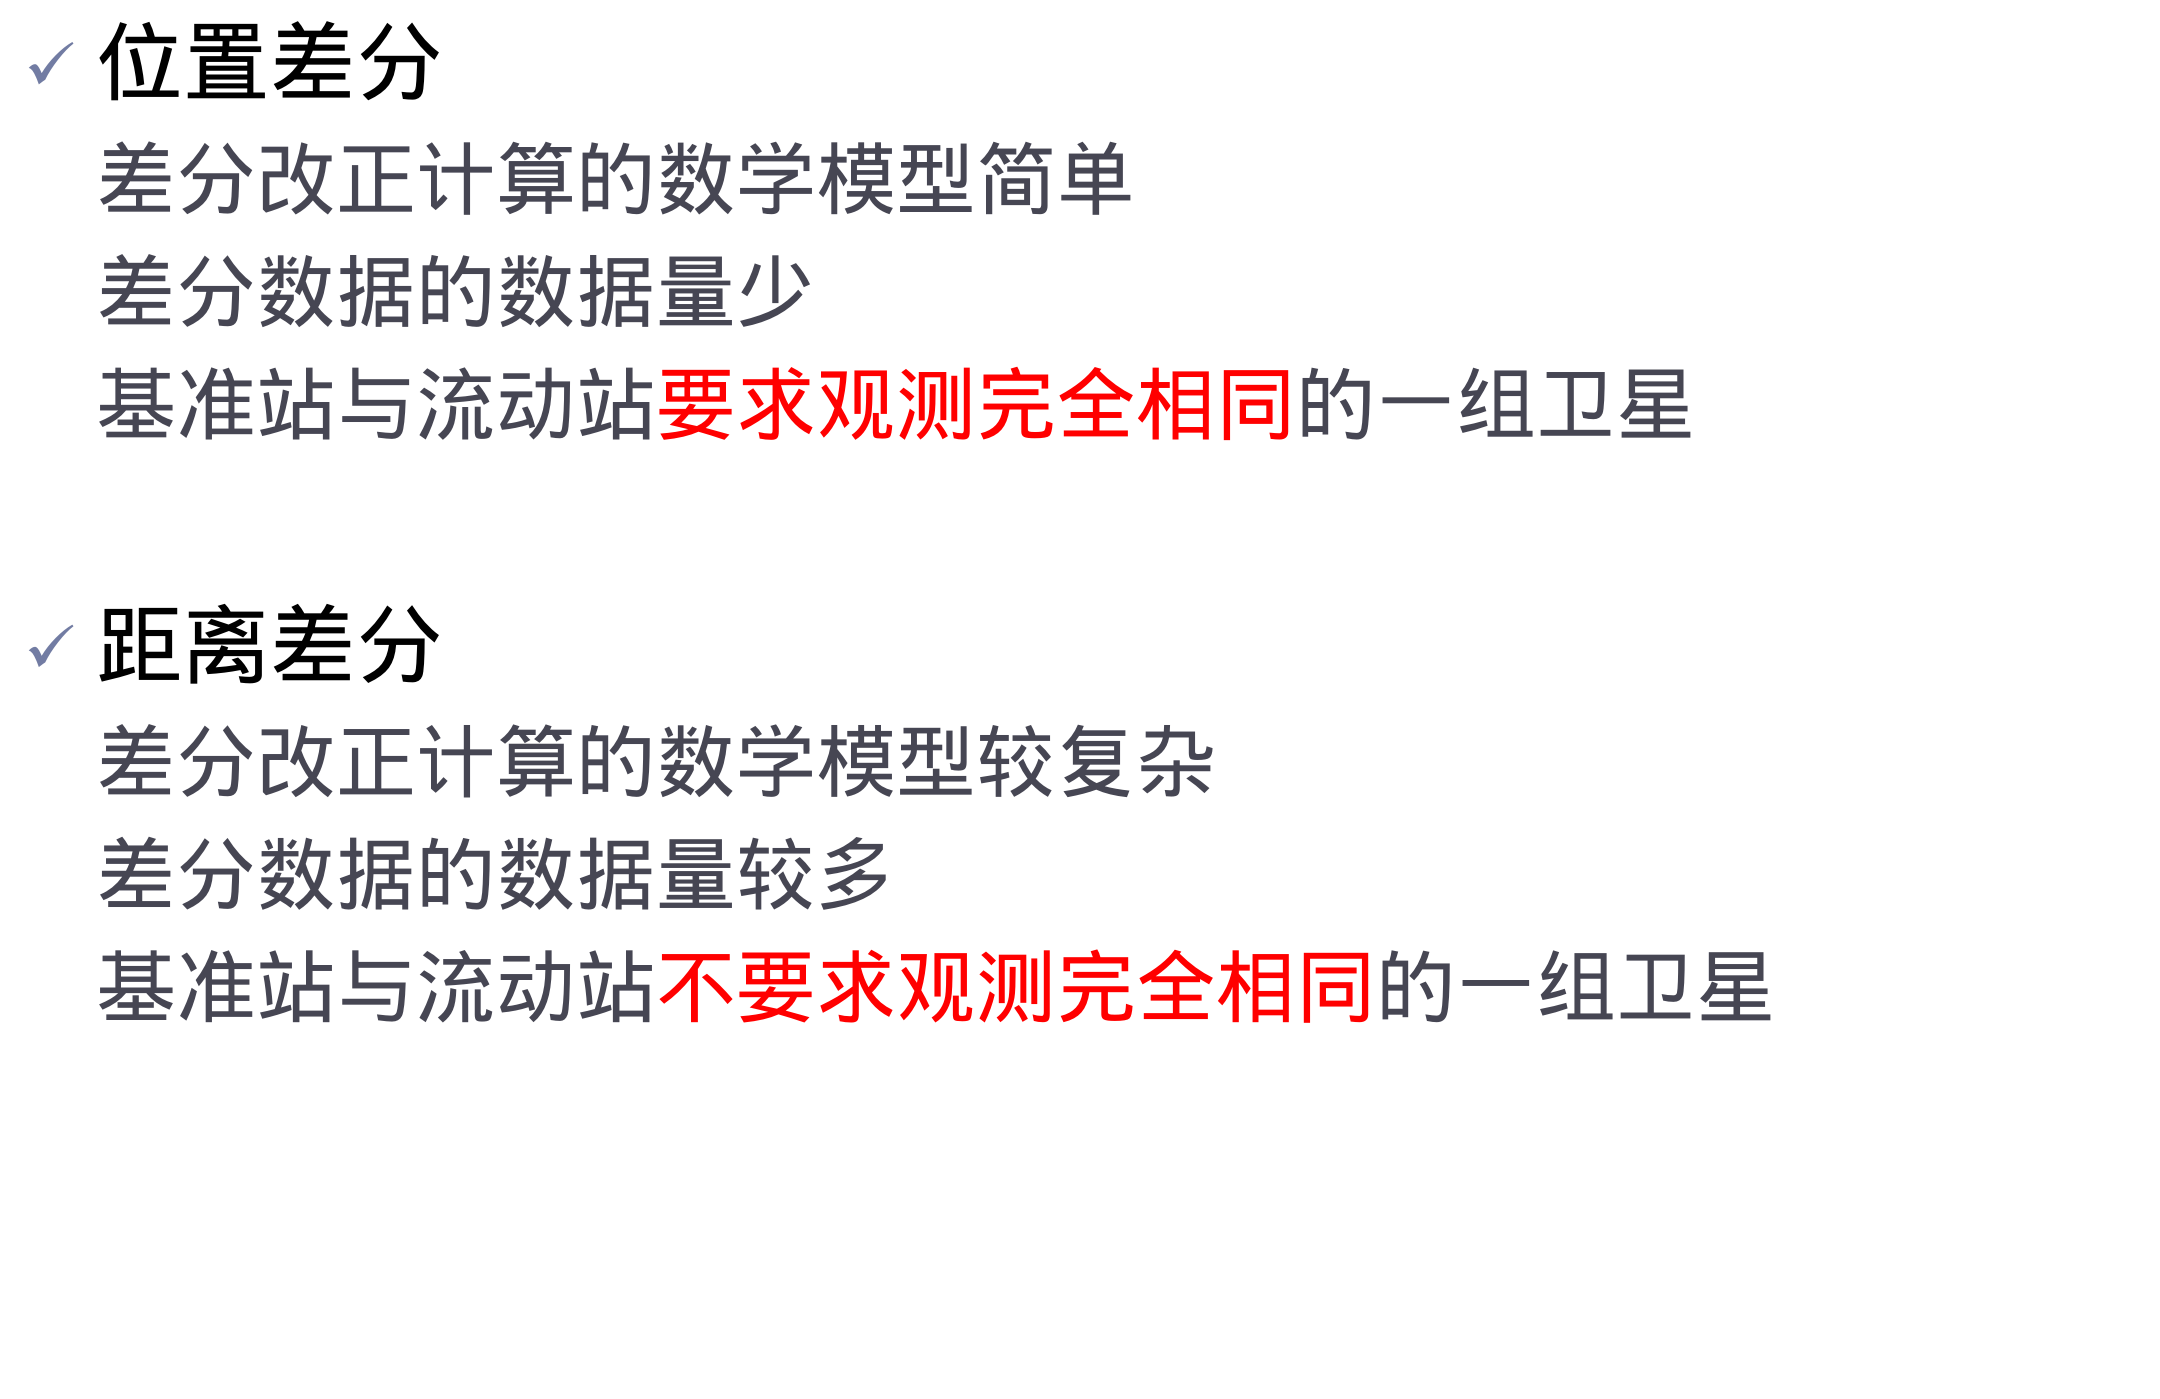 ✓ 位置差分
差分改正计算的数学模型简单
差分数据的数据量少
基准站与流动站要求观测完全相同的一组卫星
✓ 距离差分
差分改正计算的数学模型较复杂
差分数据的数据量较多
基准站与流动站不要求观测完全相同的一组卫星